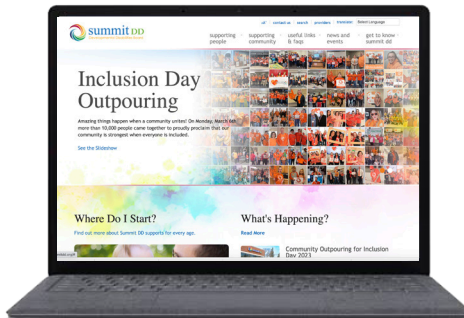 summit DD
all contact us search providers translate: Select Language
supporting people
supporting community
useful links & faqs
news and events
get to know summit dd
Inclusion Day
Outpouring
Amazing things happen when a community unites! On Monday, March 6th
more than 10,000 people came together to proudly proclaim that our
community is strongest when everyone is included.
See the Slideshow
Where Do I Start?
Find out more about Summit DD supports for every age.
What's Happening?
Read More
Community Outpouring for Inclusion
Day 2023